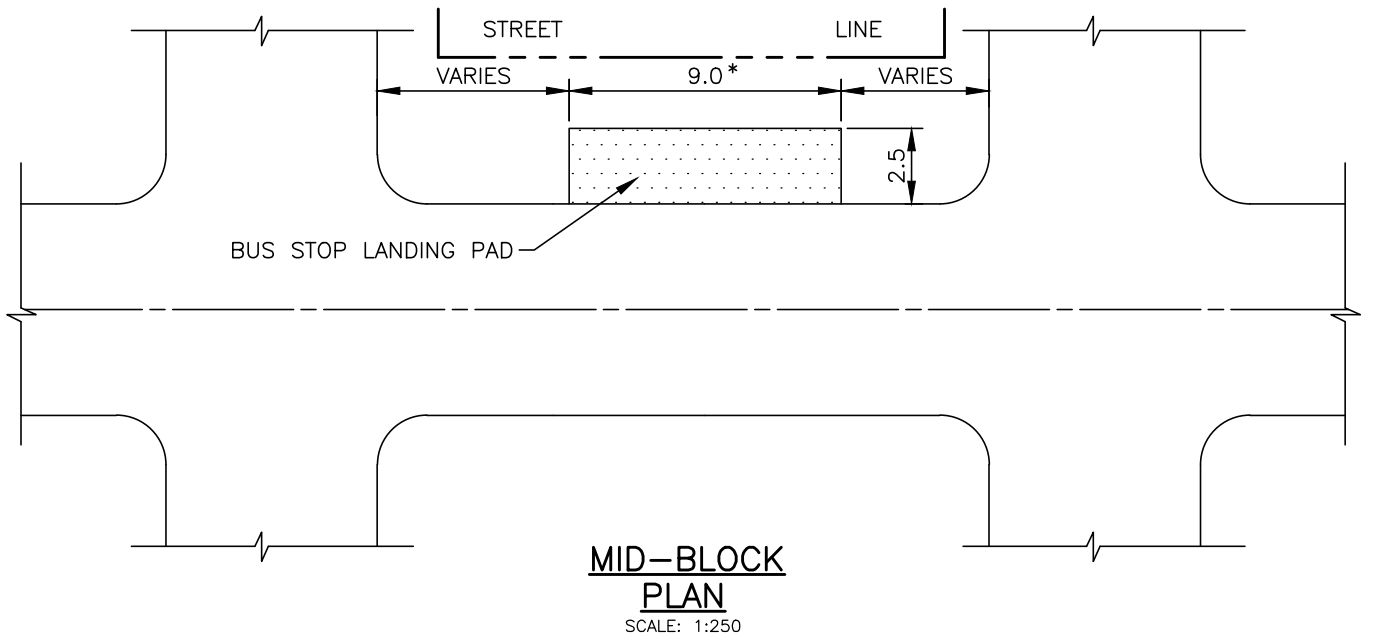 STREET LINE
VARIES 9.0* VARIES
2.5
BUS STOP LANDING PAD
MID-BLOCK
PLAN
SCALE: 1:250